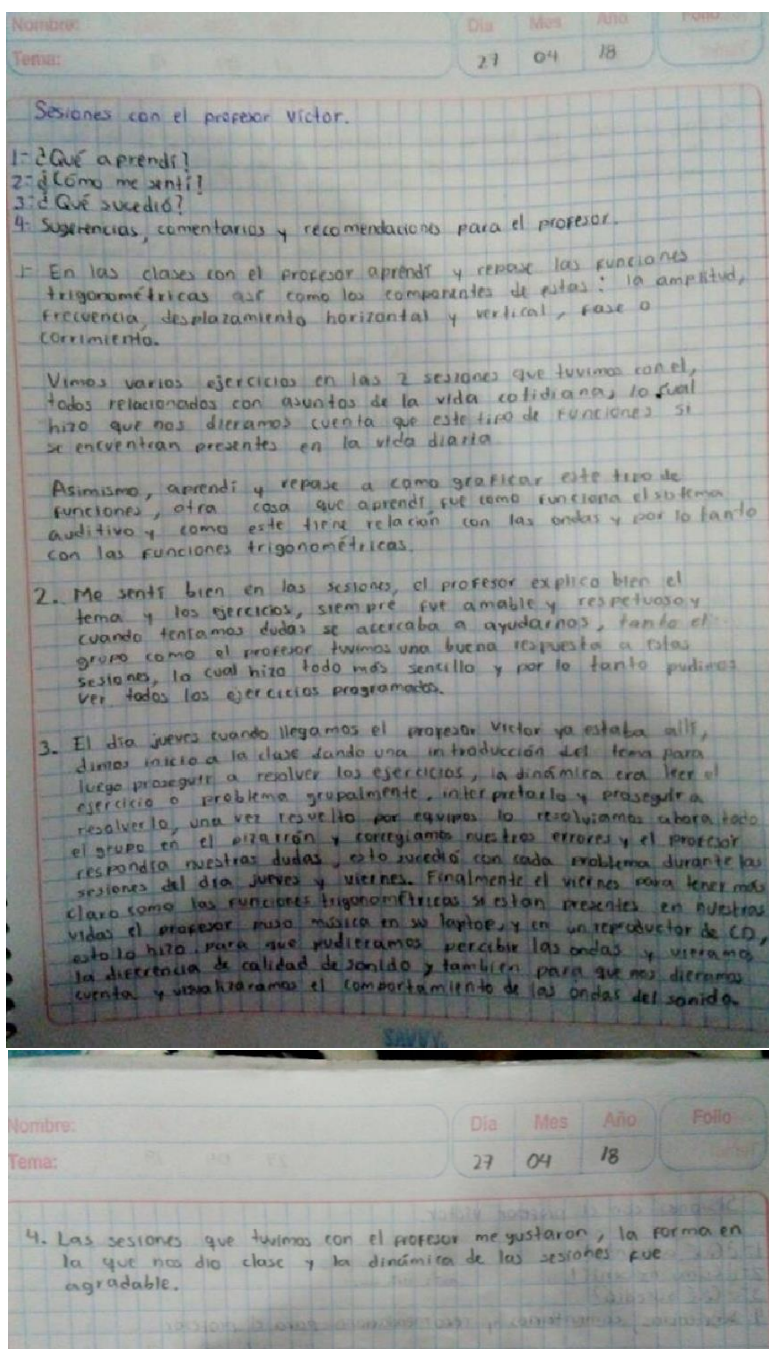 Nombre: Día Mes Año Folio
Tema: 27 04 18
Sesiones con el profesor Victor.
1- ¿Qué aprendí?
2- ¿Cómo me sentí?
3- ¿Qué sucedió?
4- Sugerencias, comentarios y recomendaciones para el profesor.
1- En las clases con el profesor aprendí y repase las funciones
trigonométricas así como los componentes de estas: la amplitud,
frecuencia, desplazamiento horizontal y vertical, fase o
corrimiento.
Vimos varios ejercicios en las 2 sesiones que tuvimos con el,
todos relacionados con asuntos de la vida cotidiana, lo cual
hizo que nos dieramos cuenta que este tipo de funciones si
se encuentran presentes en la vida diaria
Asimismo, aprendí y repase a como graficar este tipo de
funciones, otra cosa que aprendí fue como funciona el sistema
auditivo y como este tiene relación con las ondas y por lo tanto
con las funciones trigonométricas.
2. Me sentí bien en las sesiones, el profesor explico bien el
tema y los ejercicios, siempre fue amable y respetuoso y
cuando teníamos dudas se acercaba a ayudarnos, tanto el
grupo como el profesor tuvimos una buena respuesta a estas
sesiones, lo cual hizo todo más sencillo y por lo tanto pudimos
ver todos los ejercicios programados.
3. El día jueves cuando llegamos el profesor Victor ya estaba allí,
dimos inicio a la clase dando una introducción del tema para
luego proseguir a resolver los ejercicios, la dinámica era leer el
ejercicio o problema grupalmente, interpretarlo y proseguir a
resolverlo, una vez resuelto por equipos lo resolviamos ahora todo
el grupo en el pizarrón y corregiamos nuestros errores y el profesor
respondía nuestras dudas, esto sucedió con cada problema durante las
sesiones del día jueves y viernes. Finalmente el viernes para tener más
claro como las funciones trigonométricas si estan presentes en nuestras
vidas el profesor puso música en su laptop, y en un reproductor de CD,
esto lo hizo para que pudieramos percibir las ondas y vieramos
la diferencia de calidad de sonido y tambien para que nos dieramos
cuenta y visualizaramos el comportamiento de las ondas del sonido.
SAVVY
Nombre: Día Mes Año Folio
Tema: 27 04 18
4. Las sesiones que tuvimos con el profesor me gustaron, la forma en
la que nos dio clase y la dinámica de las sesiones fue
agradable.